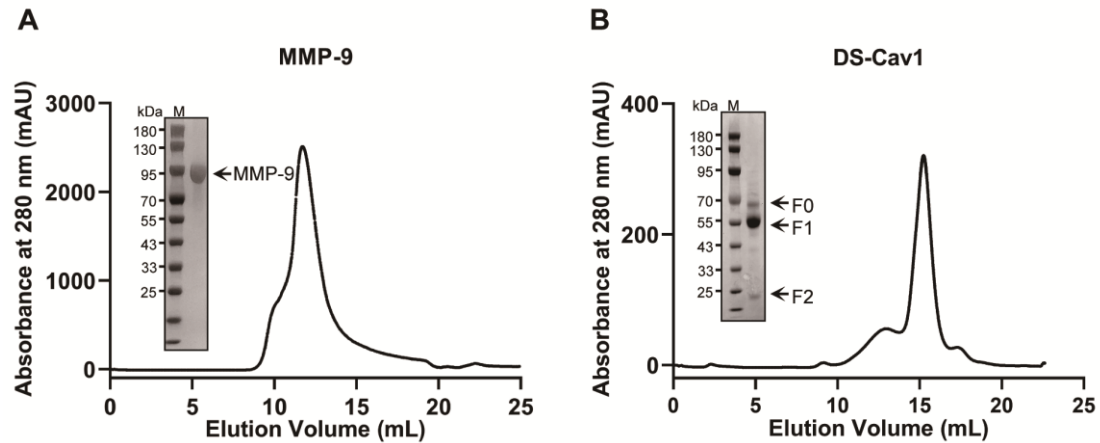 A
MMP-9
Absorbance at 280 nm (mAU)
3000
2000
1000
0
kDa M
180
130
95
70
55
43
33
25
MMP-9
0 5 10 15 20 25
Elution Volume (mL)
B
DS-Cav1
Absorbance at 280 nm (mAU)
400
200
0
kDa M
180
130
95
70
55
43
33
25
F0
F1
F2
0 5 10 15 20 25
Elution Volume (mL)